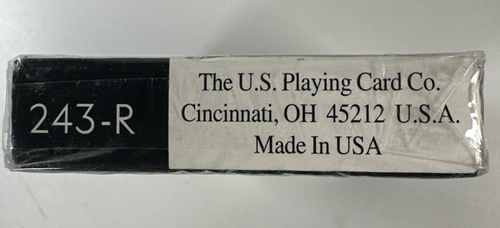 243-R
The U.S. Playing Card Co.
Cincinnati, OH 45212 U.S.A.
Made In USA